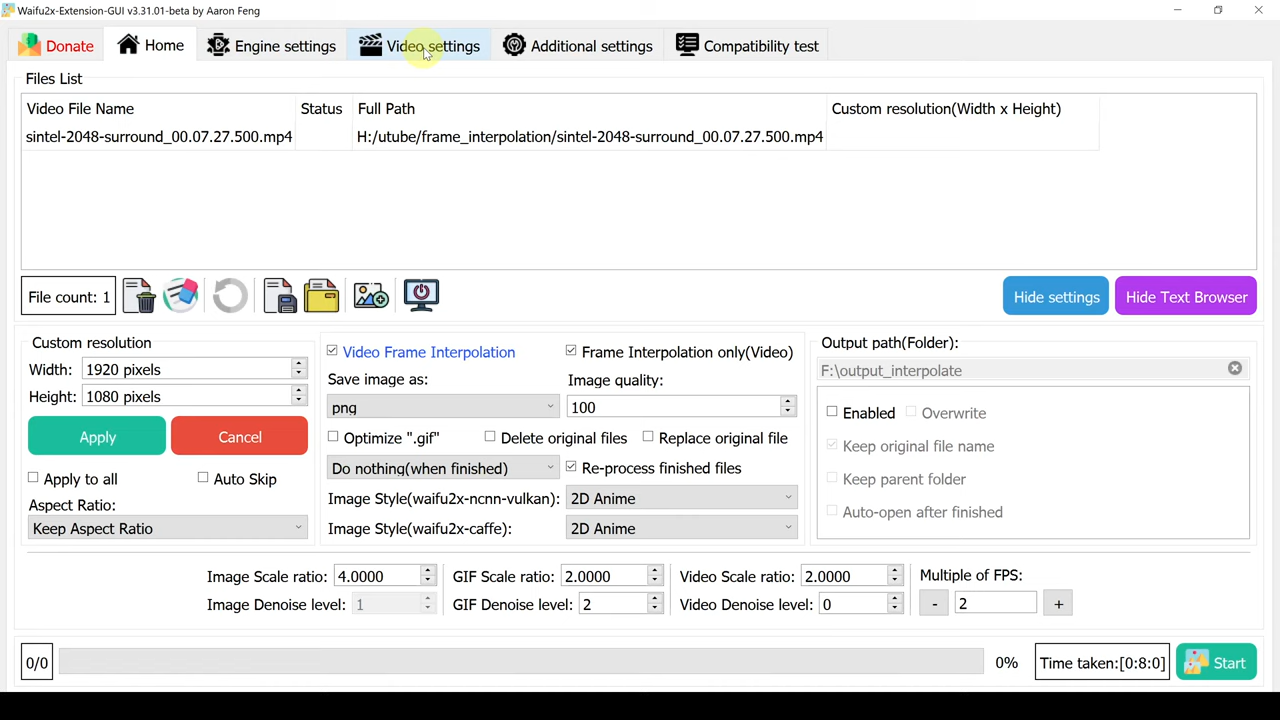 Waifu2x-Extension-GUI v3.31.01-beta by Aaron Feng
Donate Home Engine settings Video settings Additional settings Compatibility test
Files List
Video File Name Status Full Path Custom resolution(Width x Height)
sintel-2048-surround_00.07.27.500.mp4 H:/utube/frame_interpolation/sintel-2048-surround_00.07.27.500.mp4
File count: 1 Hide settings Hide Text Browser
Custom resolution
Width: 1920 pixels
Height: 1080 pixels
Apply Cancel
Apply to all Auto Skip
Aspect Ratio:
Keep Aspect Ratio
Video Frame Interpolation Frame Interpolation only(Video)
Save image as: Image quality:
png 100
Optimize ".gif" Delete original files Replace original file
Do nothing(when finished) Re-process finished files
Image Style(waifu2x-ncnn-vulkan): 2D Anime
Image Style(waifu2x-caffe): 2D Anime
Output path(Folder):
F:\output_interpolate
Enabled Overwrite
Keep original file name
Keep parent folder
Auto-open after finished
Image Scale ratio: 4.0000 GIF Scale ratio: 2.0000 Video Scale ratio: 2.0000 Multiple of FPS:
Image Denoise level: 1 GIF Denoise level: 2 Video Denoise level: 0 - 2 +
0/0 0% Time taken:[0:8:0] Start